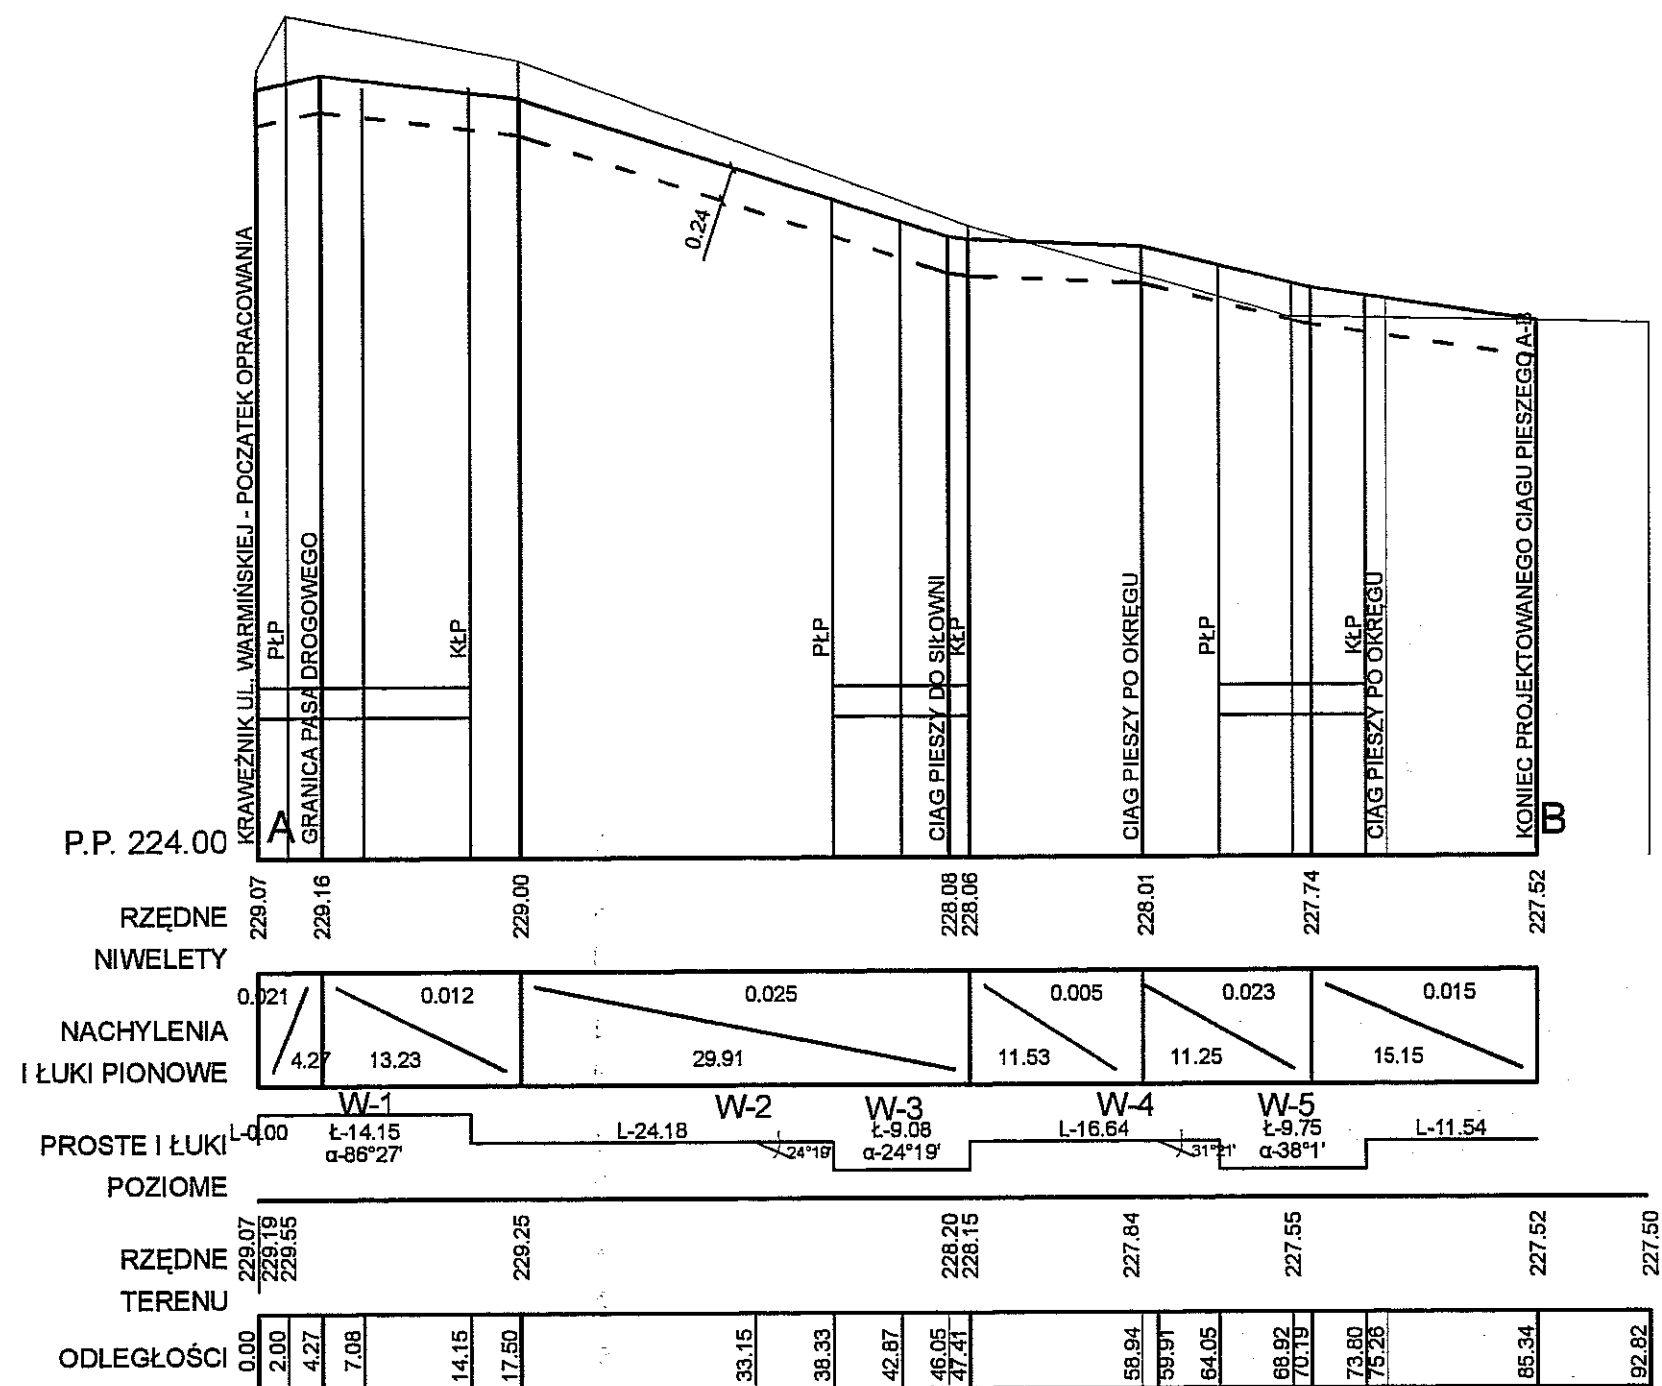 0.24
KRAWĘŻNIK UL. WARMIŃSKIEJ - POCZĄTEK OPRACOWANIA
PŁP
GRANICA PASA DROGOWEGO
KŁP
PŁP
CIĄG PIESZY DO SIŁOWNI
KŁP
CIĄG PIESZY PO OKRĘGU
PŁP
KŁP
CIĄG PIESZY PO OKRĘGU
KONIEC PROJEKTOWANEGO CIĄGU PIESZEGO A-B
A
B
P.P. 224.00
RZĘDNE
NIWELETY
229.07 229.16 229.00 228.08 228.06 228.01 227.74 227.52
NACHYLENIA
I ŁUKI PIONOWE
0.021 0.012 0.025 0.005 0.023 0.015
4.27 13.23 29.91 11.53 11.25 15.15
W-1 W-2 W-3 W-4 W-5
PROSTE I ŁUKI
POZIOME
L-0.00 Ł-14.15 L-24.18 Ł-9.08 L-16.64 Ł-9.75 L-11.54
α-86°27' 24°19' α-24°19' 31°21' α-38°1'
RZĘDNE
TERENU
229.07 229.19 229.55 229.25 228.20 228.15 227.84 227.55 227.52 227.50
ODLEGŁOŚCI
0.00 2.00 4.27 7.08 14.15 17.50 33.15 38.33 42.87 46.05 47.41 58.94 59.91 64.05 68.92 70.19 73.80 75.26 85.34 92.82